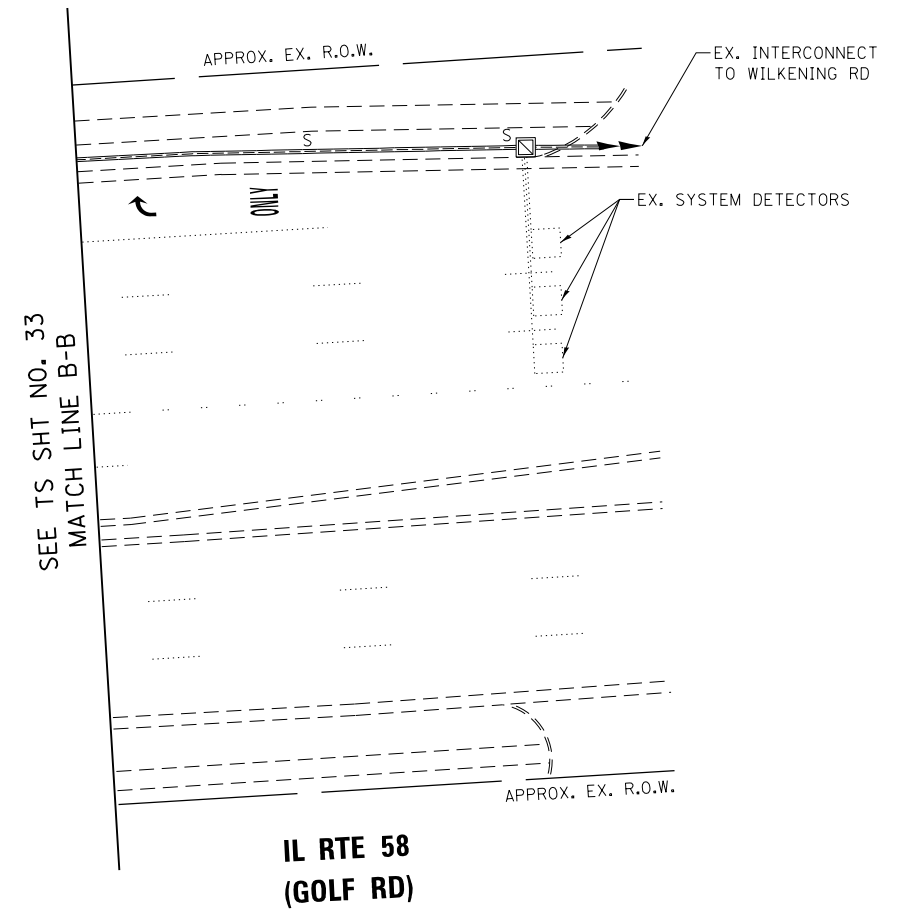 APPROX. EX. R.O.W.
EX. INTERCONNECT
TO WILKENING RD
S
S
ONLY
EX. SYSTEM DETECTORS
SEE TS SHT NO. 33
MATCH LINE B-B
APPROX. EX. R.O.W.
IL RTE 58
(GOLF RD)